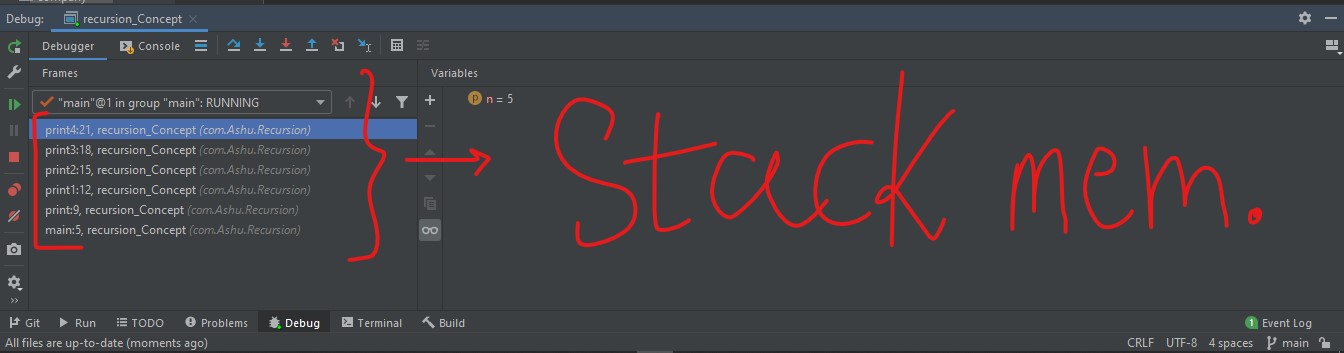 Company
Debug: recursion_Concept
Debugger Console
Frames Variables
"main"@1 in group "main": RUNNING
n = 5
print4:21, recursion_Concept (com.Ashu.Recursion)
print3:18, recursion_Concept (com.Ashu.Recursion)
print2:15, recursion_Concept (com.Ashu.Recursion)
print1:12, recursion_Concept (com.Ashu.Recursion)
print:9, recursion_Concept (com.Ashu.Recursion)
main:5, recursion_Concept (com.Ashu.Recursion)
Stack mem.
Git Run TODO Problems Debug Terminal Build 1 Event Log
All files are up-to-date (moments ago) CRLF UTF-8 4 spaces main